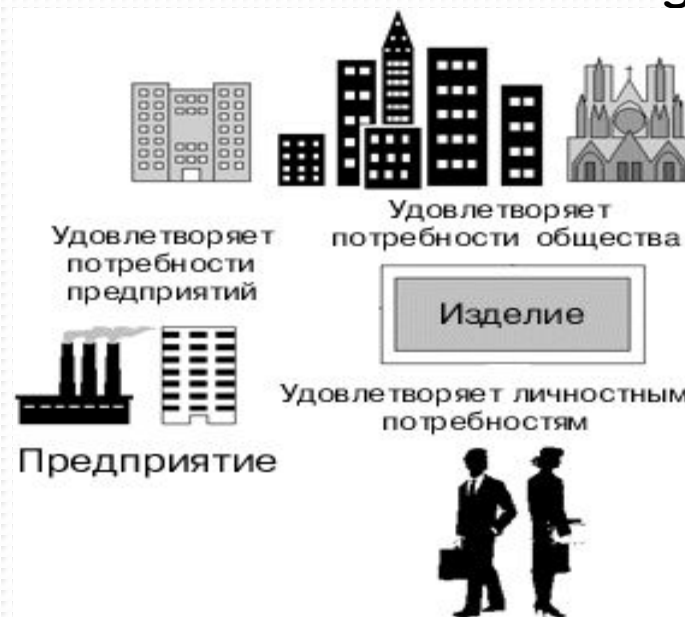 Удовлетворяет
потребности общества
Удовлетворяет
потребности
предприятий
Изделие
Удовлетворяет личностным
потребностям
Предприятие